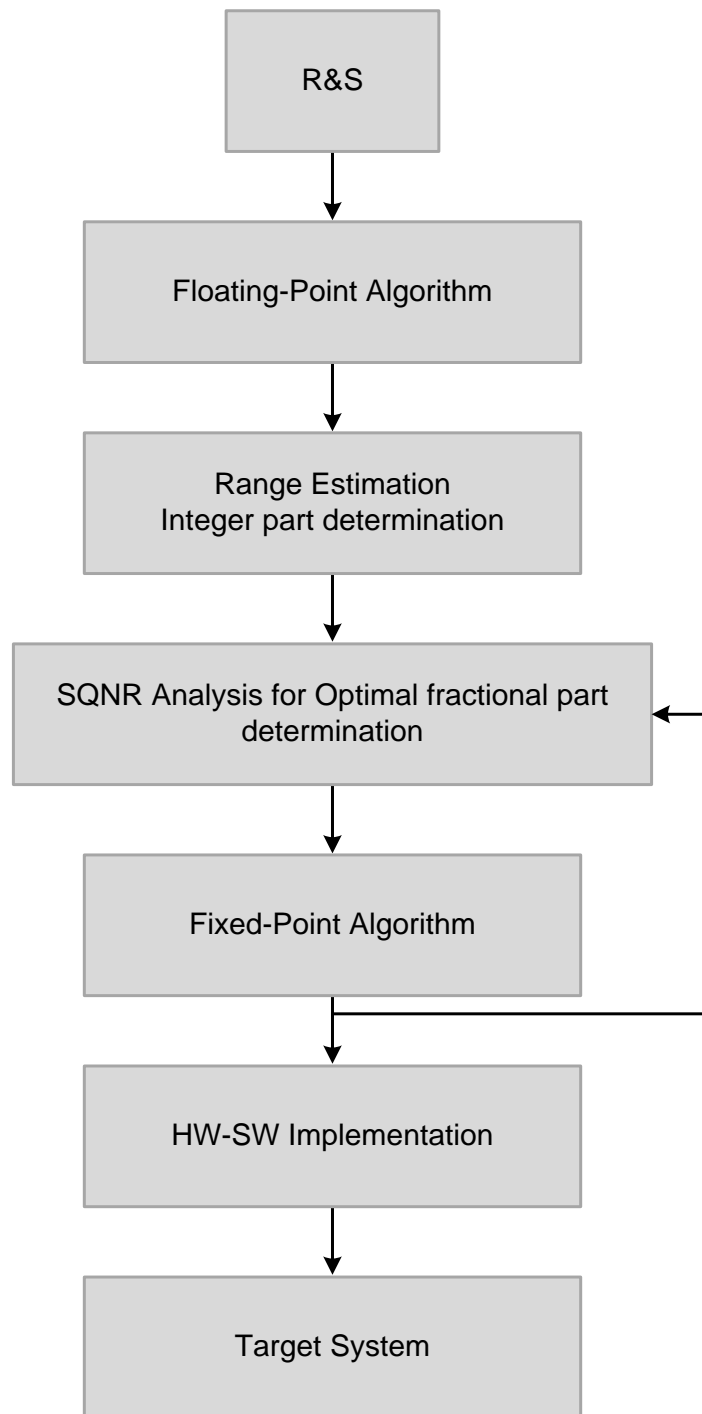 R&S
Floating-Point Algorithm
Range Estimation
Integer part determination
SQNR Analysis for Optimal fractional part
determination
Fixed-Point Algorithm
HW-SW Implementation
Target System